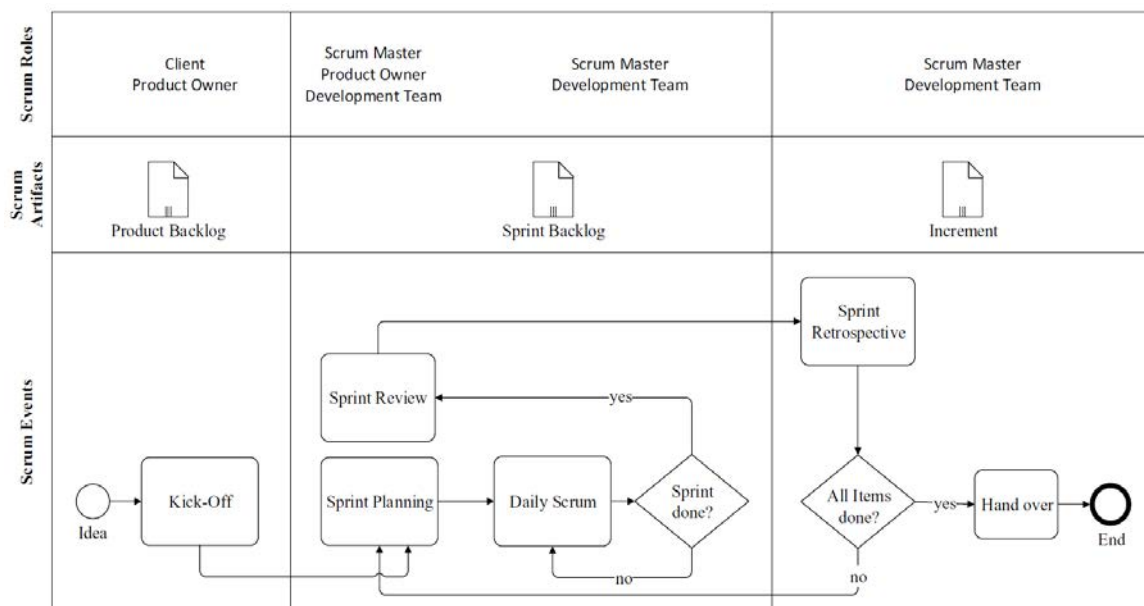 Scrum Roles
Client
Product Owner
Scrum Master
Product Owner
Development Team
Scrum Master
Development Team
Scrum Master
Development Team
Scrum
Artifacts
Product Backlog
Sprint Backlog
Increment
Scrum Events
Sprint
Retrospective
Sprint Review
yes
Idea
Kick-Off
Sprint Planning
Daily Scrum
Sprint
done?
no
All Items
done?
yes
no
Hand over
End